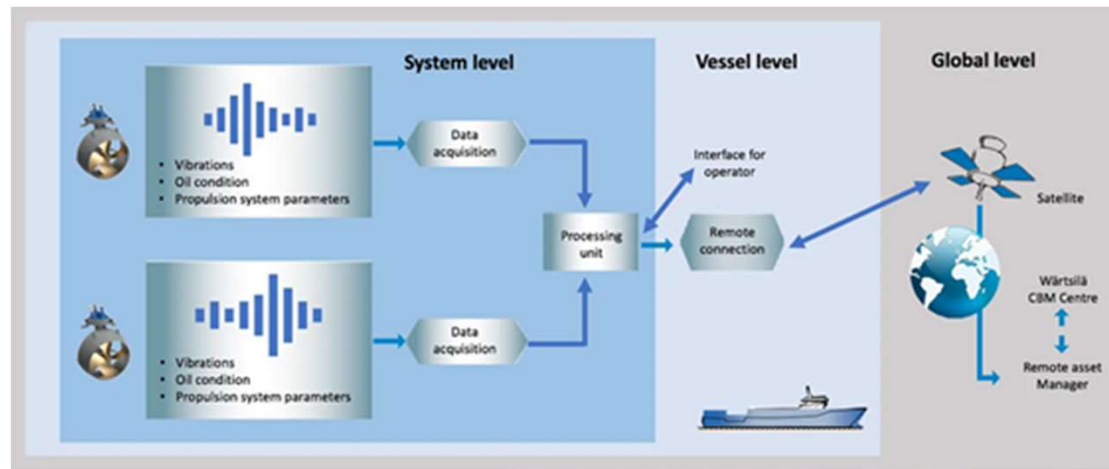 System level
Vessel level
Global level
• Vibrations
• Oil condition
• Propulsion system parameters
Data
acquisition
Interface for
operator
Satellite
Processing
unit
Remote
connection
Wärtsilä
CBM Centre
• Vibrations
• Oil condition
• Propulsion system parameters
Data
acquisition
Remote asset
Manager